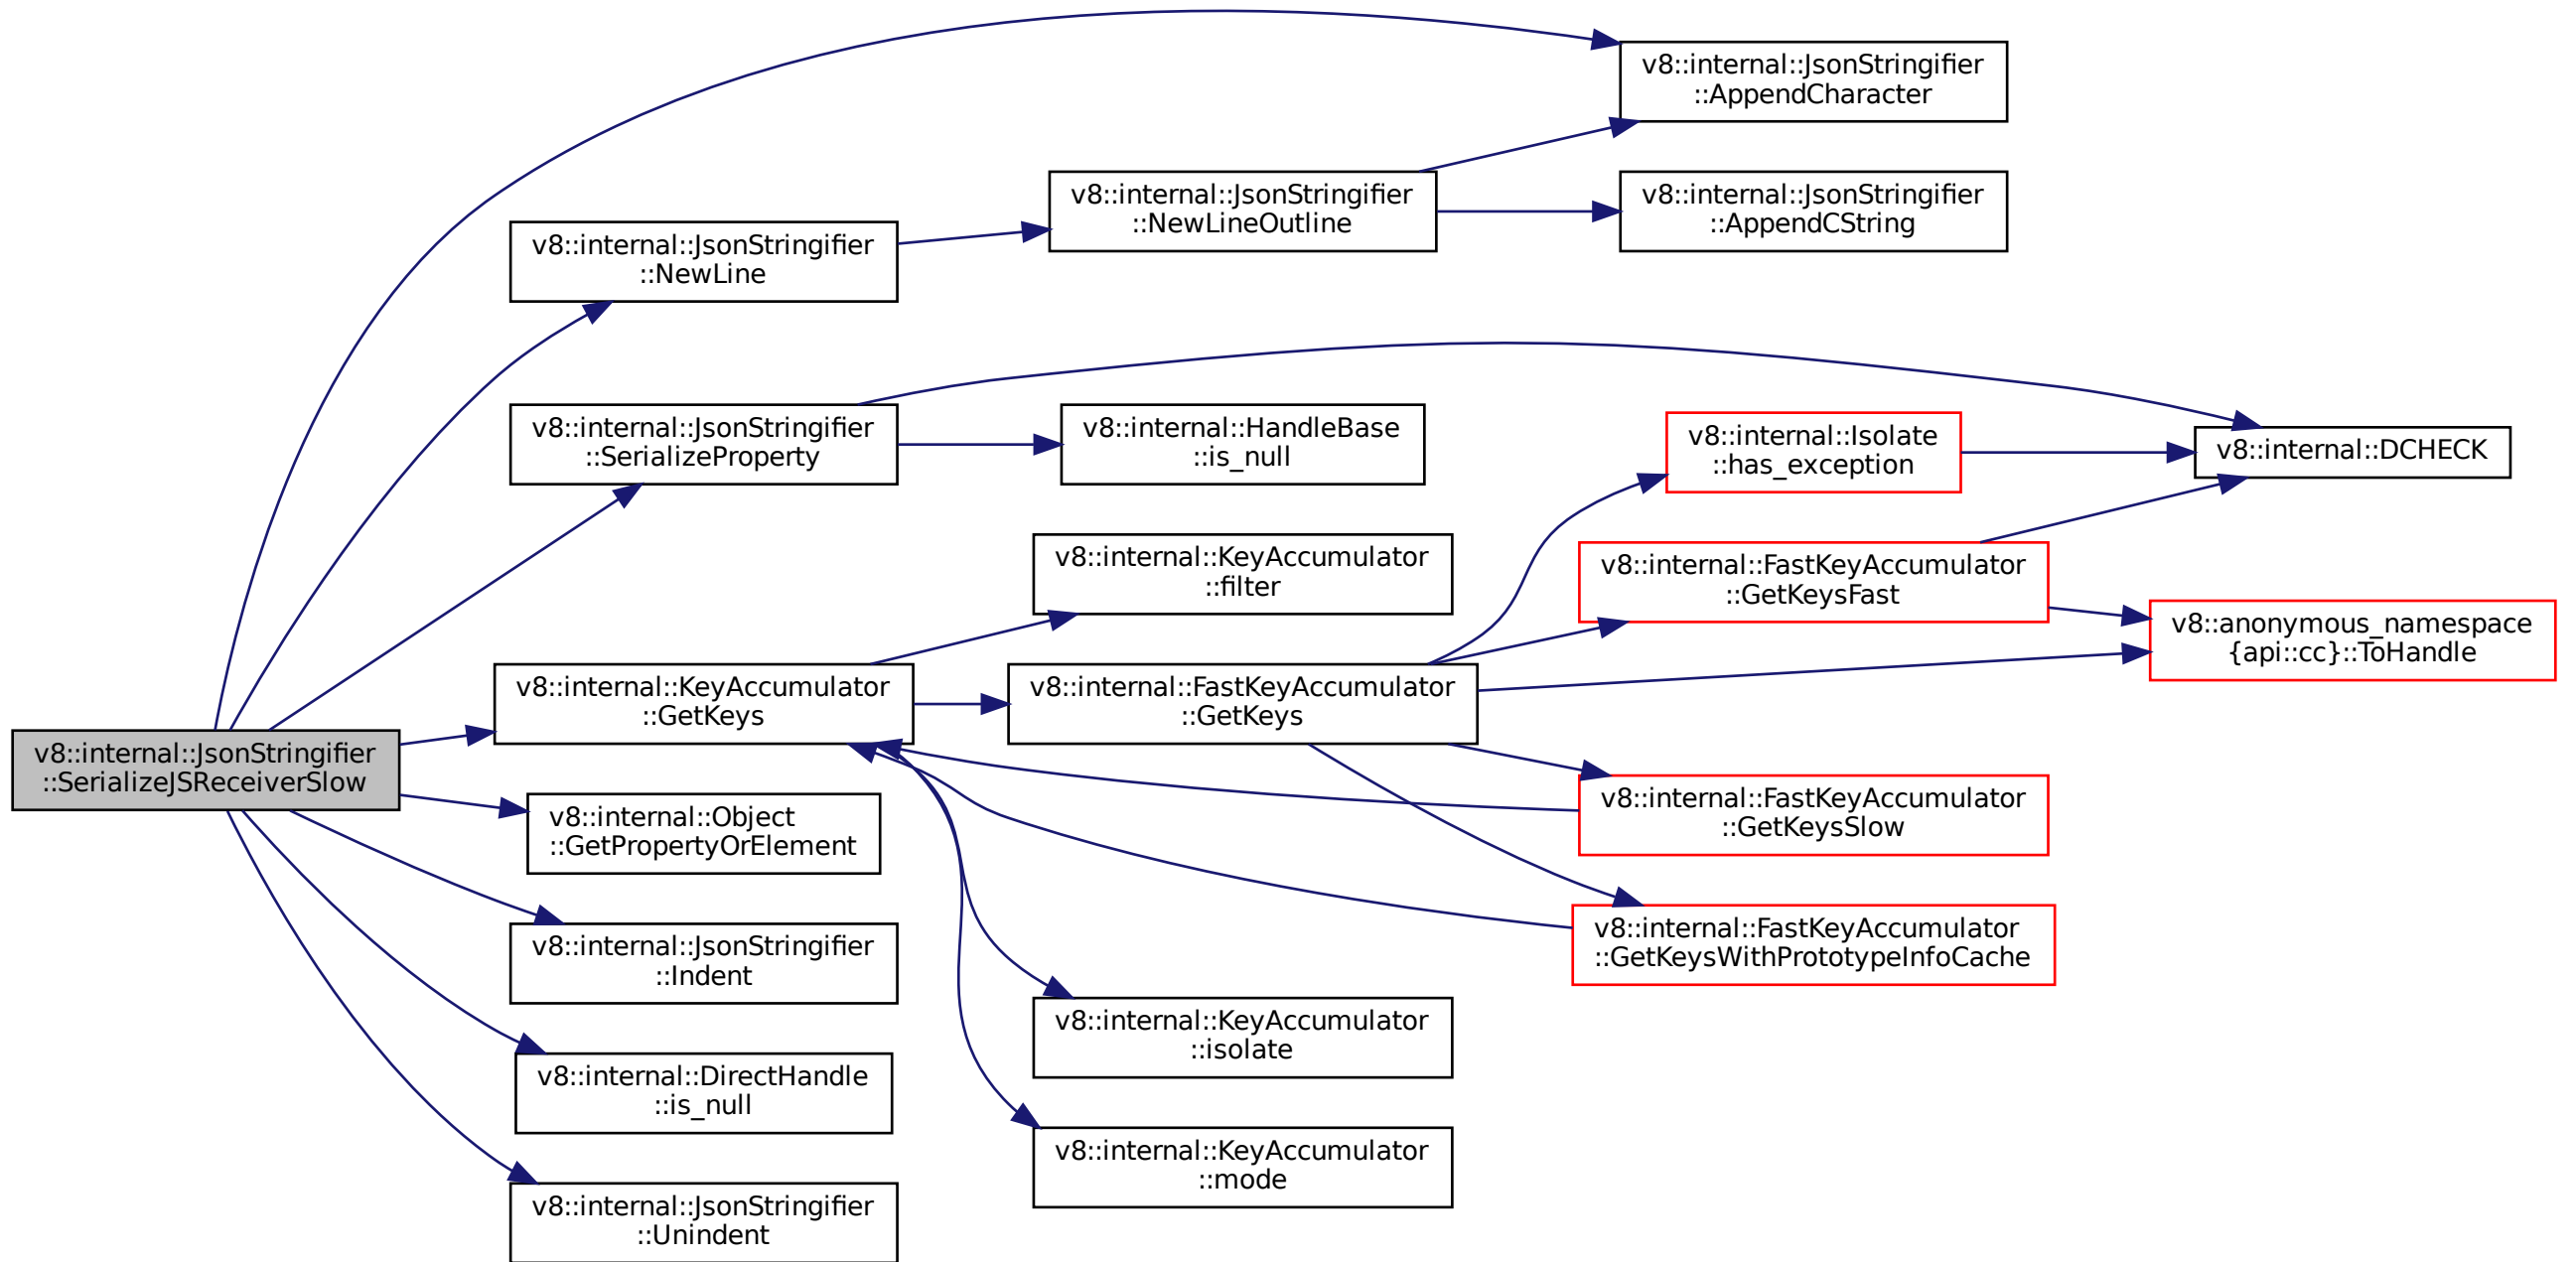 v8::internal::JsonStringifier
::SerializeJSReceiverSlow
v8::internal::JsonStringifier
::AppendCharacter
v8::internal::JsonStringifier
::NewLine
v8::internal::JsonStringifier
::NewLineOutline
v8::internal::JsonStringifier
::AppendCString
v8::internal::JsonStringifier
::SerializeProperty
v8::internal::HandleBase
::is_null
v8::internal::DCHECK
v8::internal::KeyAccumulator
::GetKeys
v8::internal::KeyAccumulator
::filter
v8::internal::FastKeyAccumulator
::GetKeys
v8::internal::Isolate
::has_exception
v8::internal::FastKeyAccumulator
::GetKeysFast
v8::anonymous_namespace
{api::cc}::ToHandle
v8::internal::FastKeyAccumulator
::GetKeysSlow
v8::internal::FastKeyAccumulator
::GetKeysWithPrototypeInfoCache
v8::internal::KeyAccumulator
::isolate
v8::internal::KeyAccumulator
::mode
v8::internal::Object
::GetPropertyOrElement
v8::internal::JsonStringifier
::Indent
v8::internal::DirectHandle
::is_null
v8::internal::JsonStringifier
::Unindent